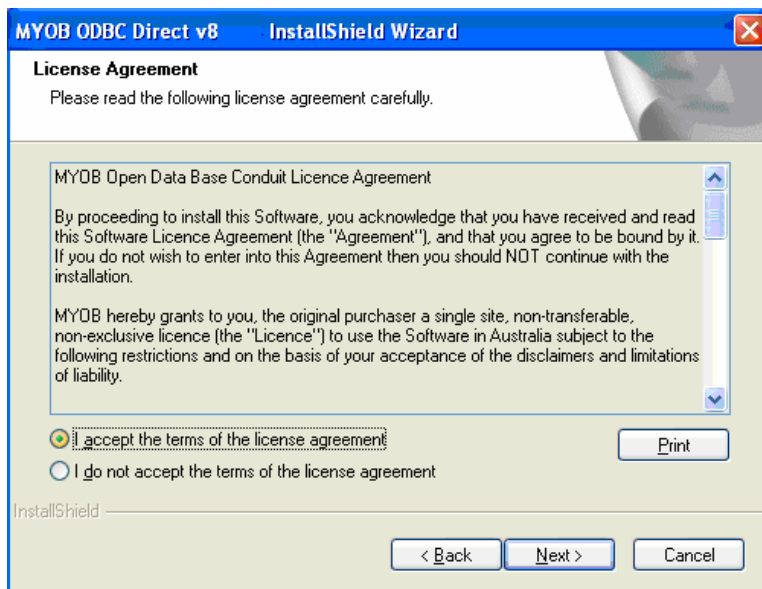 MYOB ODBC Direct v8 InstallShield Wizard
License Agreement
Please read the following license agreement carefully.
MYOB Open Data Base Conduit Licence Agreement
By proceeding to install this Software, you acknowledge that you have received and read
this Software Licence Agreement (the "Agreement"), and that you agree to be bound by it.
If you do not wish to enter into this Agreement then you should NOT continue with the
installation.
MYOB hereby grants to you, the original purchaser a single site, non-transferable,
non-exclusive licence (the "Licence") to use the Software in Australia subject to the
following restrictions and on the basis of your acceptance of the disclaimers and limitations
of liability.
I accept the terms of the license agreement
Print
I do not accept the terms of the license agreement
InstallShield
< Back
Next >
Cancel